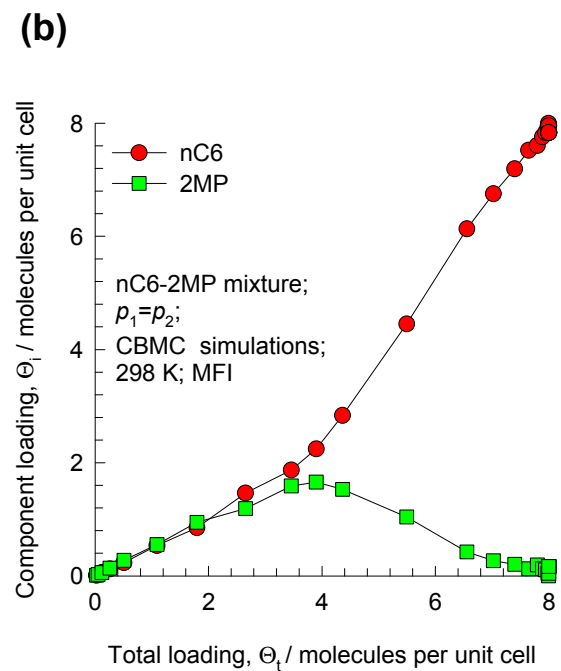 (b)
8
6
4
2
0
Component loading, Θi / molecules per unit cell
nC6
2MP
nC6-2MP mixture;
p1=p2;
CBMC simulations;
298 K; MFI
0 2 4 6 8
Total loading, Θt / molecules per unit cell